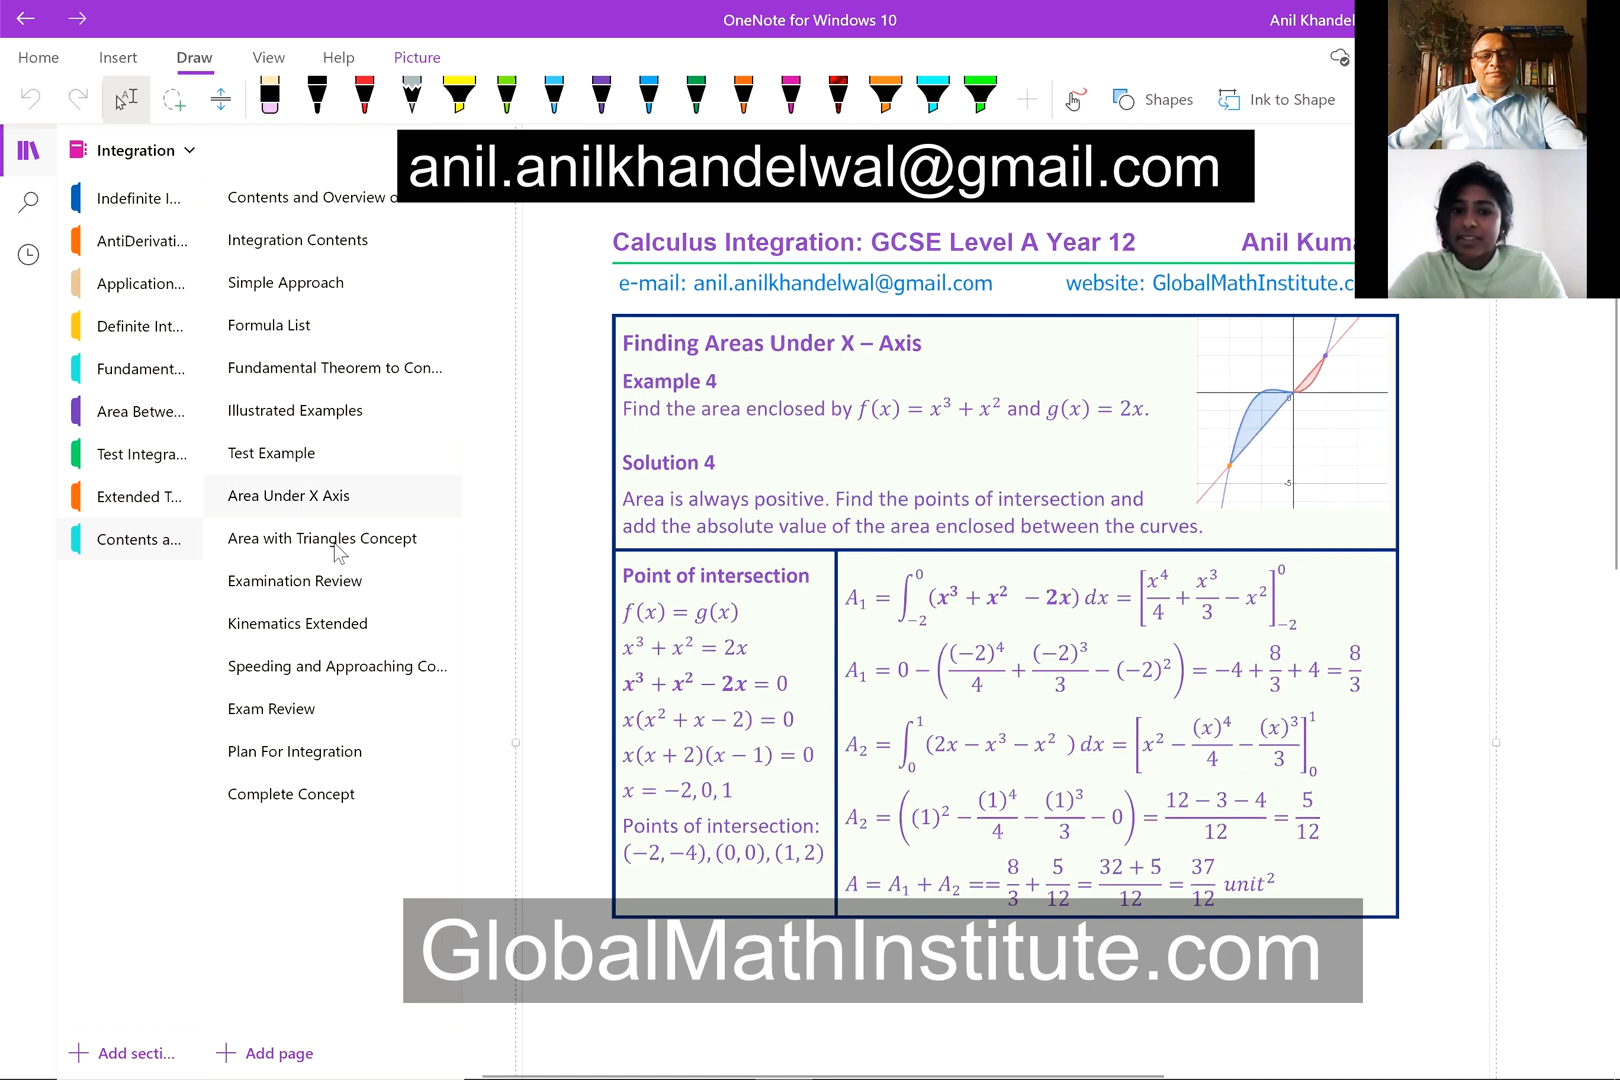 OneNote for Windows 10
Anil Khandel
Home Insert Draw View Help Picture
Shapes Ink to Shape
Integration
anil.anilkhandelwal@gmail.com
Indefinite I...
AntiDerivati...
Application...
Definite Int...
Fundament...
Area Betwe...
Test Integra...
Extended T...
Contents a...
Contents and Overview o
Integration Contents
Simple Approach
Formula List
Fundamental Theorem to Con...
Illustrated Examples
Test Example
Area Under X Axis
Area with Triangles Concept
Examination Review
Kinematics Extended
Speeding and Approaching Co...
Exam Review
Plan For Integration
Complete Concept
Add secti...
Add page
Calculus Integration: GCSE Level A Year 12 Anil Kuma
e-mail: anil.anilkhandelwal@gmail.com website: GlobalMathInstitute.c
Finding Areas Under X – Axis
Example 4
Find the area enclosed by f(x) = x³ + x² and g(x) = 2x.
Solution 4
Area is always positive. Find the points of intersection and
add the absolute value of the area enclosed between the curves.
0
-5
Point of intersection
f(x) = g(x)
x³ + x² = 2x
x³ + x² − 2x = 0
x(x² + x − 2) = 0
x(x + 2)(x − 1) = 0
x = −2, 0, 1
Points of intersection:
(−2, −4), (0, 0), (1, 2)
A₁ = ∫₋₂⁰ (x³ + x² − 2x) dx = [x⁴/4 + x³/3 − x²]₋₂⁰
A₁ = 0 − ((−2)⁴/4 + (−2)³/3 − (−2)²) = −4 + 8/3 + 4 = 8/3
A₂ = ∫₀¹ (2x − x³ − x² ) dx = [x² − (x)⁴/4 − (x)³/3]₀¹
A₂ = ((1)² − (1)⁴/4 − (1)³/3 − 0) = (12 − 3 − 4)/12 = 5/12
A = A₁ + A₂ == 8/3 + 5/12 = (32 + 5)/12 = 37/12 unit²
GlobalMathInstitute.com